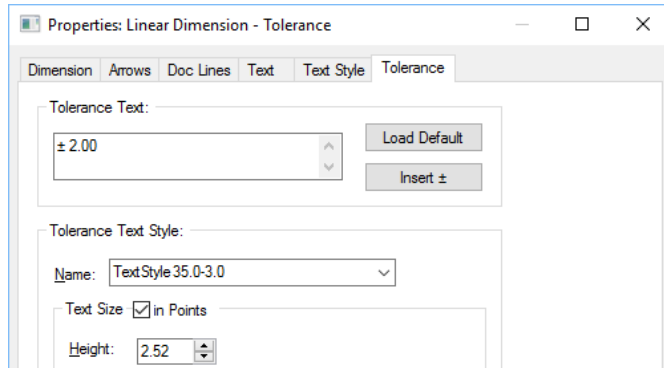 Properties: Linear Dimension - Tolerance
Dimension Arrows Doc Lines Text Text Style Tolerance
Tolerance Text:
± 2.00
Load Default
Insert ±
Tolerance Text Style:
Name: TextStyle 35.0-3.0
Text Size in Points
Height: 2.52